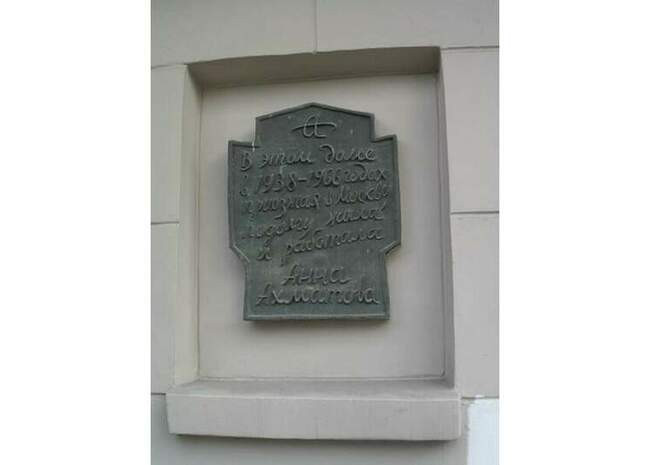 А
В этом доме
в 1938-1966 годах
приезжая в Москву
подолгу жила
и работала
Анна
Ахматова